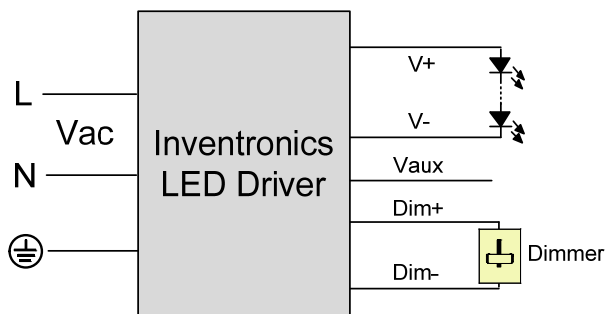 L
Vac
N
Inventronics
LED Driver
V+
V-
Vaux
Dim+
Dim-
Dimmer